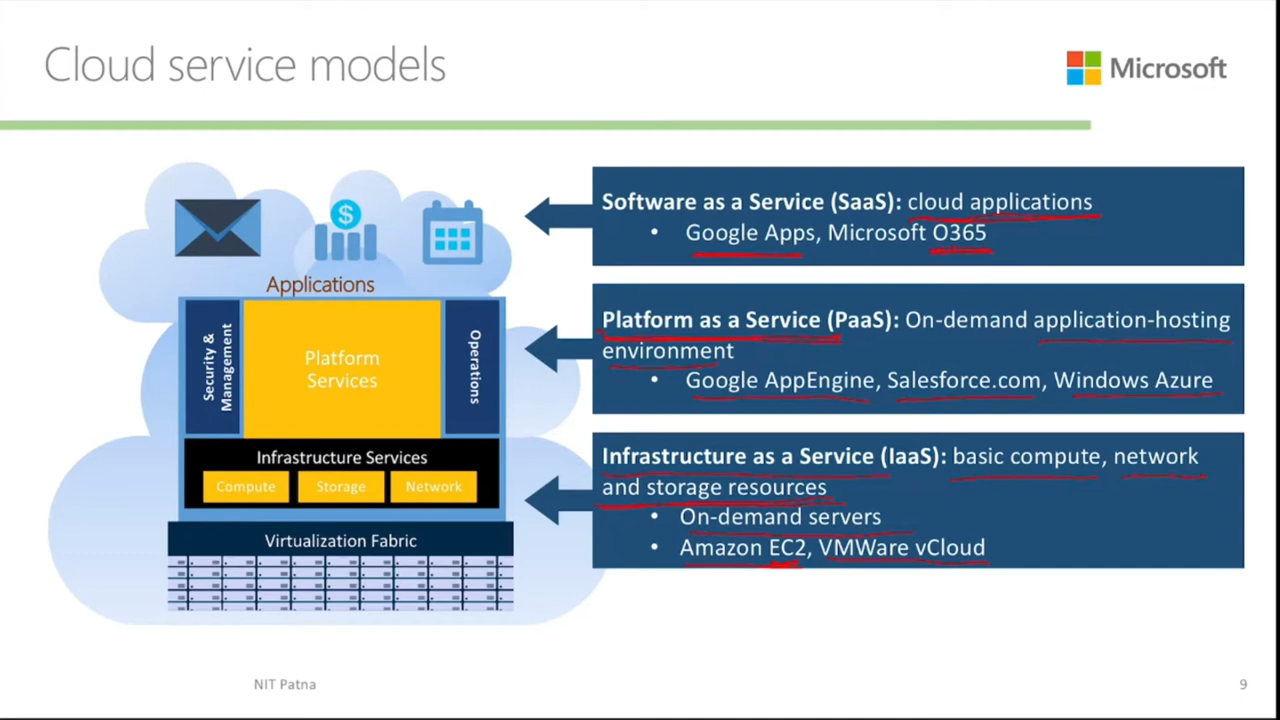 Cloud service models
Microsoft
Applications
Security &
Management
Platform
Services
Operations
Infrastructure Services
Compute
Storage
Network
Virtualization Fabric
Software as a Service (SaaS): cloud applications
• Google Apps, Microsoft O365
Platform as a Service (PaaS): On-demand application-hosting
environment
• Google AppEngine, Salesforce.com, Windows Azure
Infrastructure as a Service (IaaS): basic compute, network
and storage resources
• On-demand servers
• Amazon EC2, VMWare vCloud
NIT Patna
9